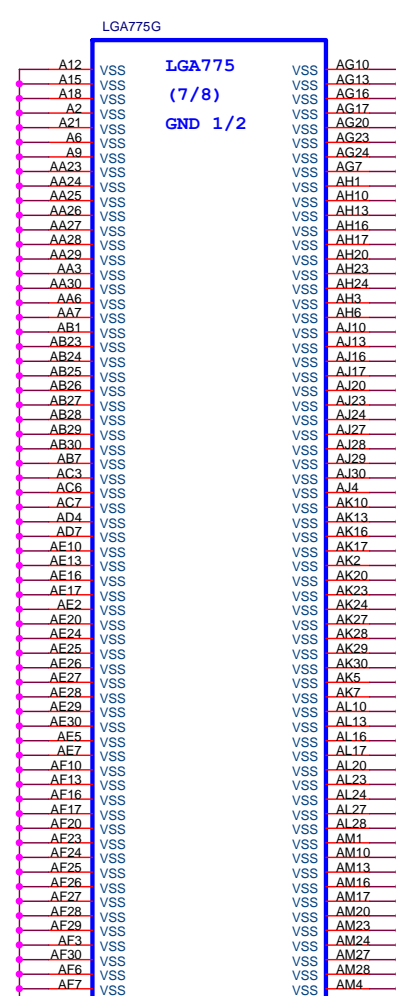 LGA775G
A12 VSS LGA775 VSS AG10
A15 VSS VSS AG13
A18 VSS (7/8) VSS AG16
A2 VSS VSS AG17
A21 VSS GND 1/2 VSS AG20
A6 VSS VSS AG23
A9 VSS VSS AG24
AA23 VSS VSS AG7
AA24 VSS VSS AH1
AA25 VSS VSS AH10
AA26 VSS VSS AH13
AA27 VSS VSS AH16
AA28 VSS VSS AH17
AA29 VSS VSS AH20
AA3 VSS VSS AH23
AA30 VSS VSS AH24
AA6 VSS VSS AH3
AA7 VSS VSS AH6
AB1 VSS VSS AJ10
AB23 VSS VSS AJ13
AB24 VSS VSS AJ16
AB25 VSS VSS AJ17
AB26 VSS VSS AJ20
AB27 VSS VSS AJ23
AB28 VSS VSS AJ24
AB29 VSS VSS AJ27
AB30 VSS VSS AJ28
AB7 VSS VSS AJ29
AC3 VSS VSS AJ30
AC6 VSS VSS AJ4
AC7 VSS VSS AK10
AD4 VSS VSS AK13
AD7 VSS VSS AK16
AE10 VSS VSS AK17
AE13 VSS VSS AK2
AE16 VSS VSS AK20
AE17 VSS VSS AK23
AE2 VSS VSS AK24
AE20 VSS VSS AK27
AE24 VSS VSS AK28
AE25 VSS VSS AK29
AE26 VSS VSS AK30
AE27 VSS VSS AK5
AE28 VSS VSS AK7
AE29 VSS VSS AL10
AE30 VSS VSS AL13
AE5 VSS VSS AL16
AE7 VSS VSS AL17
AF10 VSS VSS AL20
AF13 VSS VSS AL23
AF16 VSS VSS AL24
AF17 VSS VSS AL27
AF20 VSS VSS AL28
AF23 VSS VSS AM1
AF24 VSS VSS AM10
AF25 VSS VSS AM13
AF26 VSS VSS AM16
AF27 VSS VSS AM17
AF28 VSS VSS AM20
AF29 VSS VSS AM23
AF3 VSS VSS AM24
AF30 VSS VSS AM27
AF6 VSS VSS AM28
AF7 VSS VSS AM4